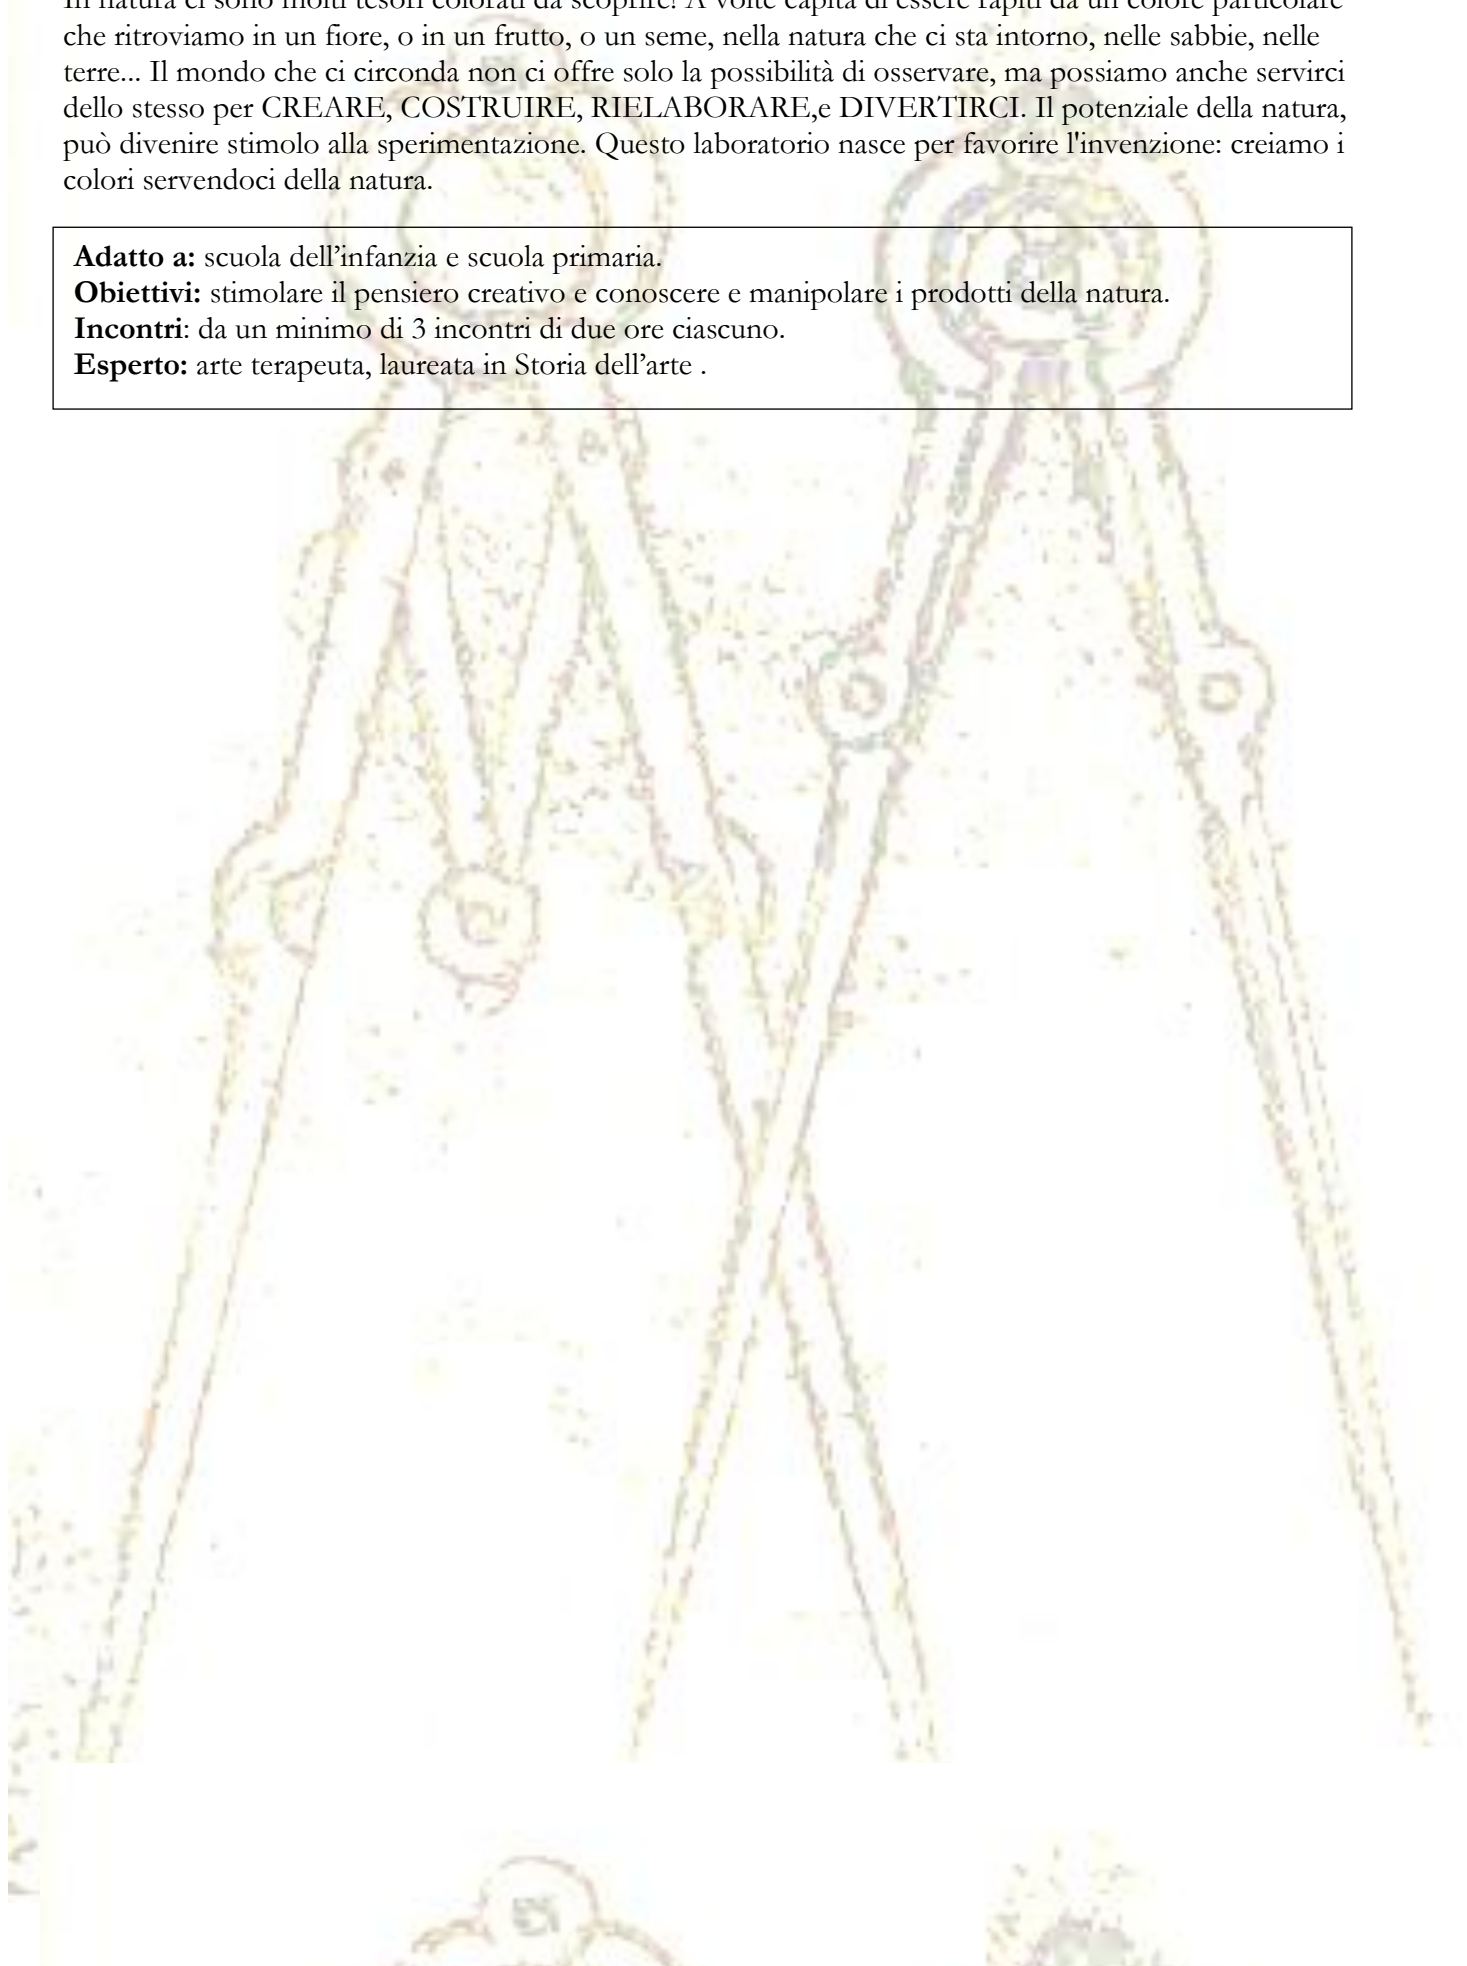 In natura ci sono molti tesori colorati da scoprire! A volte capita di essere rapiti da un colore particolare
che ritroviamo in un fiore, o in un frutto, o un seme, nella natura che ci sta intorno, nelle sabbie, nelle
terre... Il mondo che ci circonda non ci offre solo la possibilità di osservare, ma possiamo anche servirci
dello stesso per CREARE, COSTRUIRE, RIELABORARE,e DIVERTIRCI. Il potenziale della natura,
può divenire stimolo alla sperimentazione. Questo laboratorio nasce per favorire l'invenzione: creiamo i
colori servendoci della natura.
Adatto a: scuola dell’infanzia e scuola primaria.
Obiettivi: stimolare il pensiero creativo e conoscere e manipolare i prodotti della natura.
Incontri: da un minimo di 3 incontri di due ore ciascuno.
Esperto: arte terapeuta, laureata in Storia dell’arte .